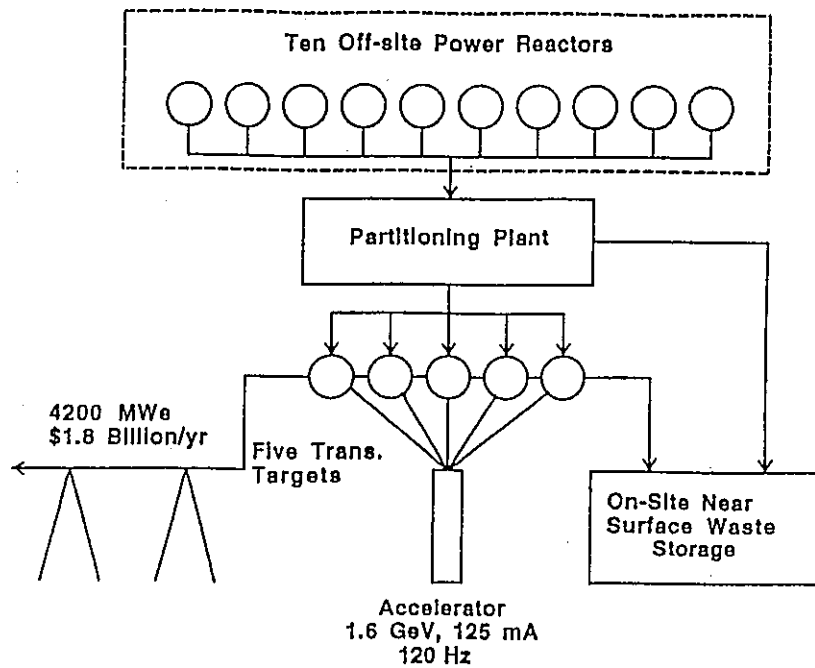 Ten Off-site Power Reactors
Partitioning Plant
4200 MWe
$1.8 Billion/yr
Five Trans.
Targets
On-Site Near
Surface Waste
Storage
Accelerator
1.6 GeV, 125 mA
120 Hz